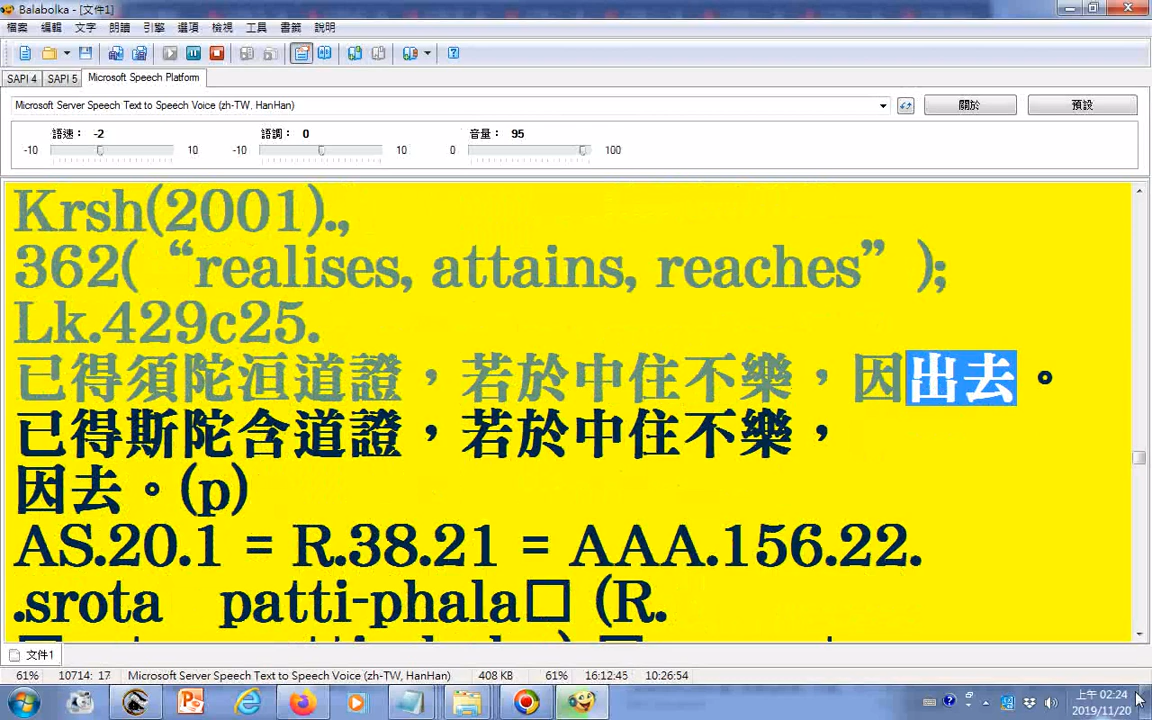 Balabolka - [文件1]
檔案 編輯 文字 朗讀 引擎 選項 檢視 工具 書籤 說明
SAPI 4 SAPI 5 Microsoft Speech Platform
Microsoft Server Speech Text to Speech Voice (zh-TW, HanHan) 關於 預設
語速： -2 語調： 0 音量： 95
-10 10 -10 10 0 100
Krsh(2001).,
362(“realises, attains, reaches”);
Lk.429c25.
已得須陀洹道證，若於中住不樂，因出去。
已得斯陀含道證，若於中住不樂，
因去。(p)
AS.20.1 = R.38.21 = AAA.156.22.
.srota patti-phala□ (R.
文件1
61% 10714: 17 Microsoft Server Speech Text to Speech Voice (zh-TW, HanHan) 408 KB 61% 16:12:45 10:26:54
上午 02:24
2019/11/20